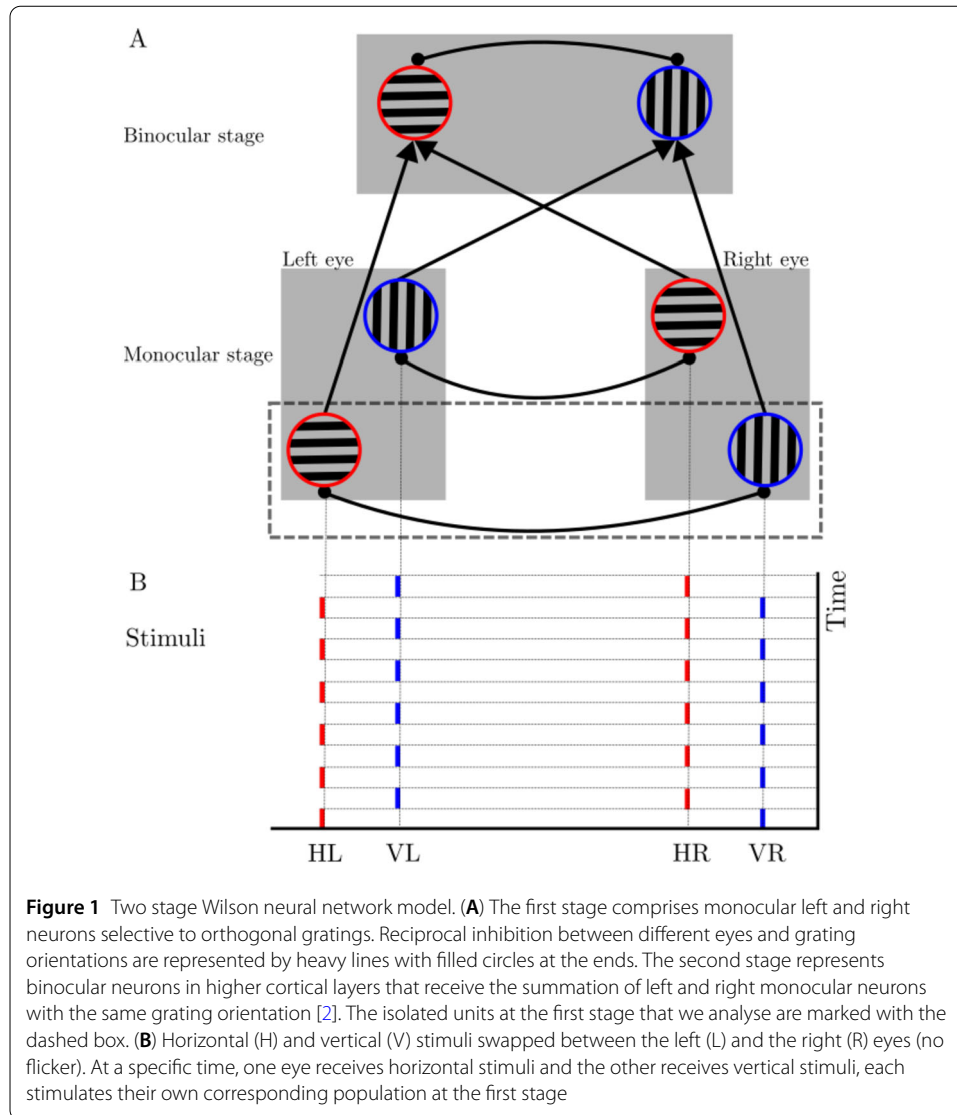 A
Binocular stage
Left eye
Right eye
Monocular stage
B
Time
Stimuli
HL VL HR VR
Figure 1 Two stage Wilson neural network model. (A) The first stage comprises monocular left and right
neurons selective to orthogonal gratings. Reciprocal inhibition between different eyes and grating
orientations are represented by heavy lines with filled circles at the ends. The second stage represents
binocular neurons in higher cortical layers that receive the summation of left and right monocular neurons
with the same grating orientation [2]. The isolated units at the first stage that we analyse are marked with the
dashed box. (B) Horizontal (H) and vertical (V) stimuli swapped between the left (L) and the right (R) eyes (no
flicker). At a specific time, one eye receives horizontal stimuli and the other receives vertical stimuli, each
stimulates their own corresponding population at the first stage